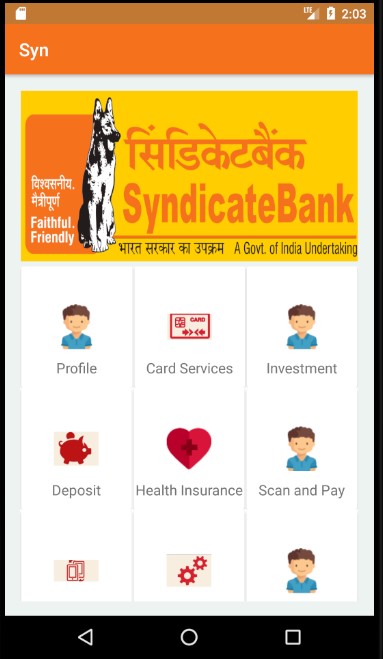 LTE 2:03
Syn
सिंडिकेटबैंक
विश्वसनीय.
मैत्रीपूर्ण
SyndicateBank
Faithful.
Friendly
भारत सरकार का उपक्रम A Govt. of India Undertaking
CARD
Profile Card Services Investment
Deposit Health Insurance Scan and Pay